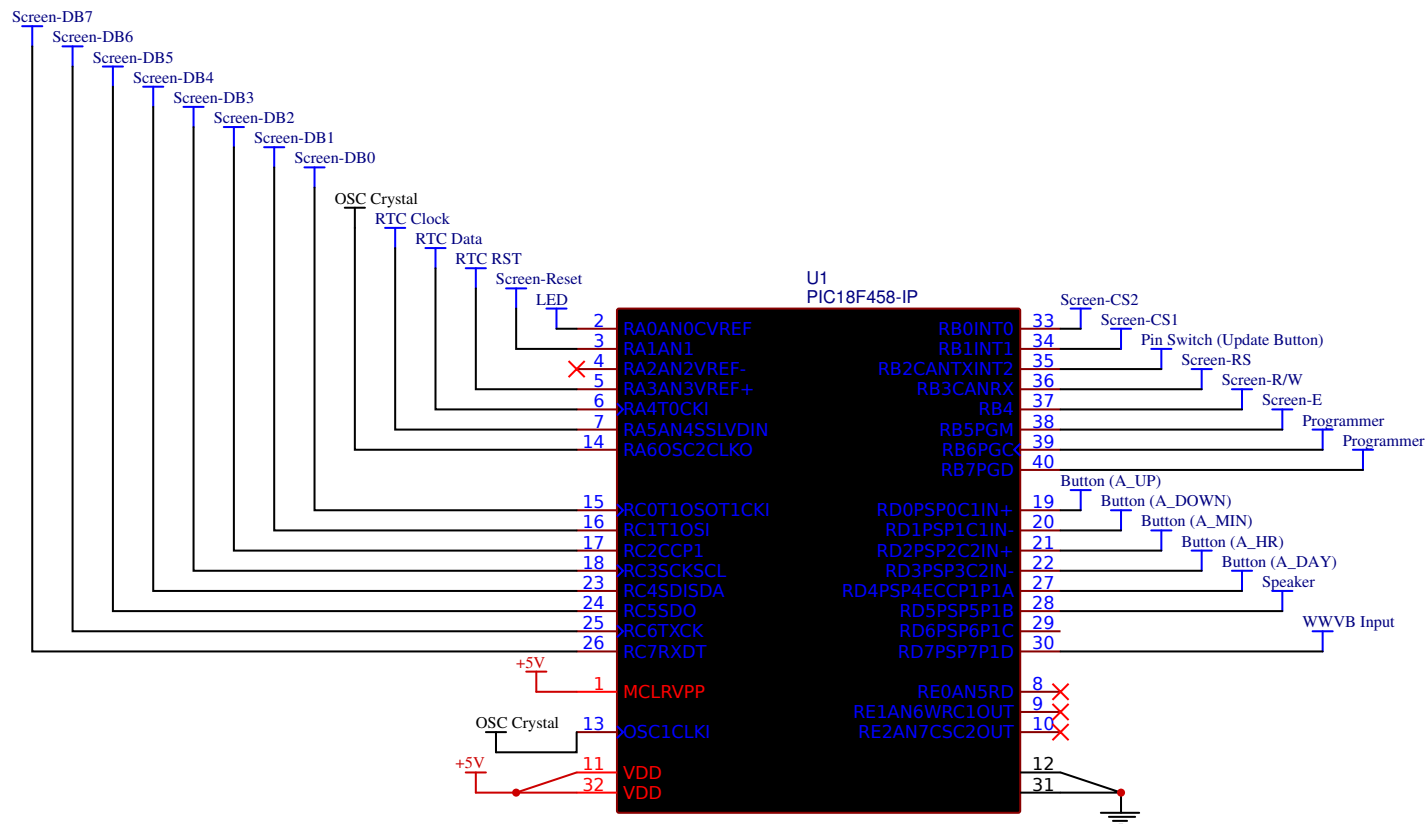 Screen-DB7
Screen-DB6
Screen-DB5
Screen-DB4
Screen-DB3
Screen-DB2
Screen-DB1
Screen-DB0
OSC Crystal
RTC Clock
RTC Data
RTC RST
Screen-Reset
LED
U1
PIC18F458-IP
2 RA0AN0CVREF
3 RA1AN1
4 RA2AN2VREF-
5 RA3AN3VREF+
6 RA4T0CKI
7 RA5AN4SSLVDIN
14 RA6OSC2CLKO
15 RC0T1OSOT1CKI
16 RC1T1OSI
17 RC2CCP1
18 RC3SCKSCL
23 RC4SDISDA
24 RC5SDO
25 RC6TXCK
26 RC7RXDT
+5V
1 MCLRVPP
OSC Crystal
13 OSC1CLKI
+5V
11 VDD
32 VDD
Screen-CS2
RB0INT0 33
Screen-CS1
RB1INT1 34
Pin Switch (Update Button)
RB2CANTXINT2 35
Screen-RS
RB3CANRX 36
Screen-R/W
RB4 37
Screen-E
RB5PGM 38
Programmer
RB6PGC 39
Programmer
RB7PGD 40
Button (A_UP)
RD0PSP0C1IN+ 19
Button (A_DOWN)
RD1PSP1C1IN- 20
Button (A_MIN)
RD2PSP2C2IN+ 21
Button (A_HR)
RD3PSP3C2IN- 22
Button (A_DAY)
RD4PSP4ECCP1P1A 27
Speaker
RD5PSP5P1B 28
RD6PSP6P1C 29
WWVB Input
RD7PSP7P1D 30
RE0AN5RD 8
RE1AN6WRC1OUT 9
RE2AN7CSC2OUT 10
12
31